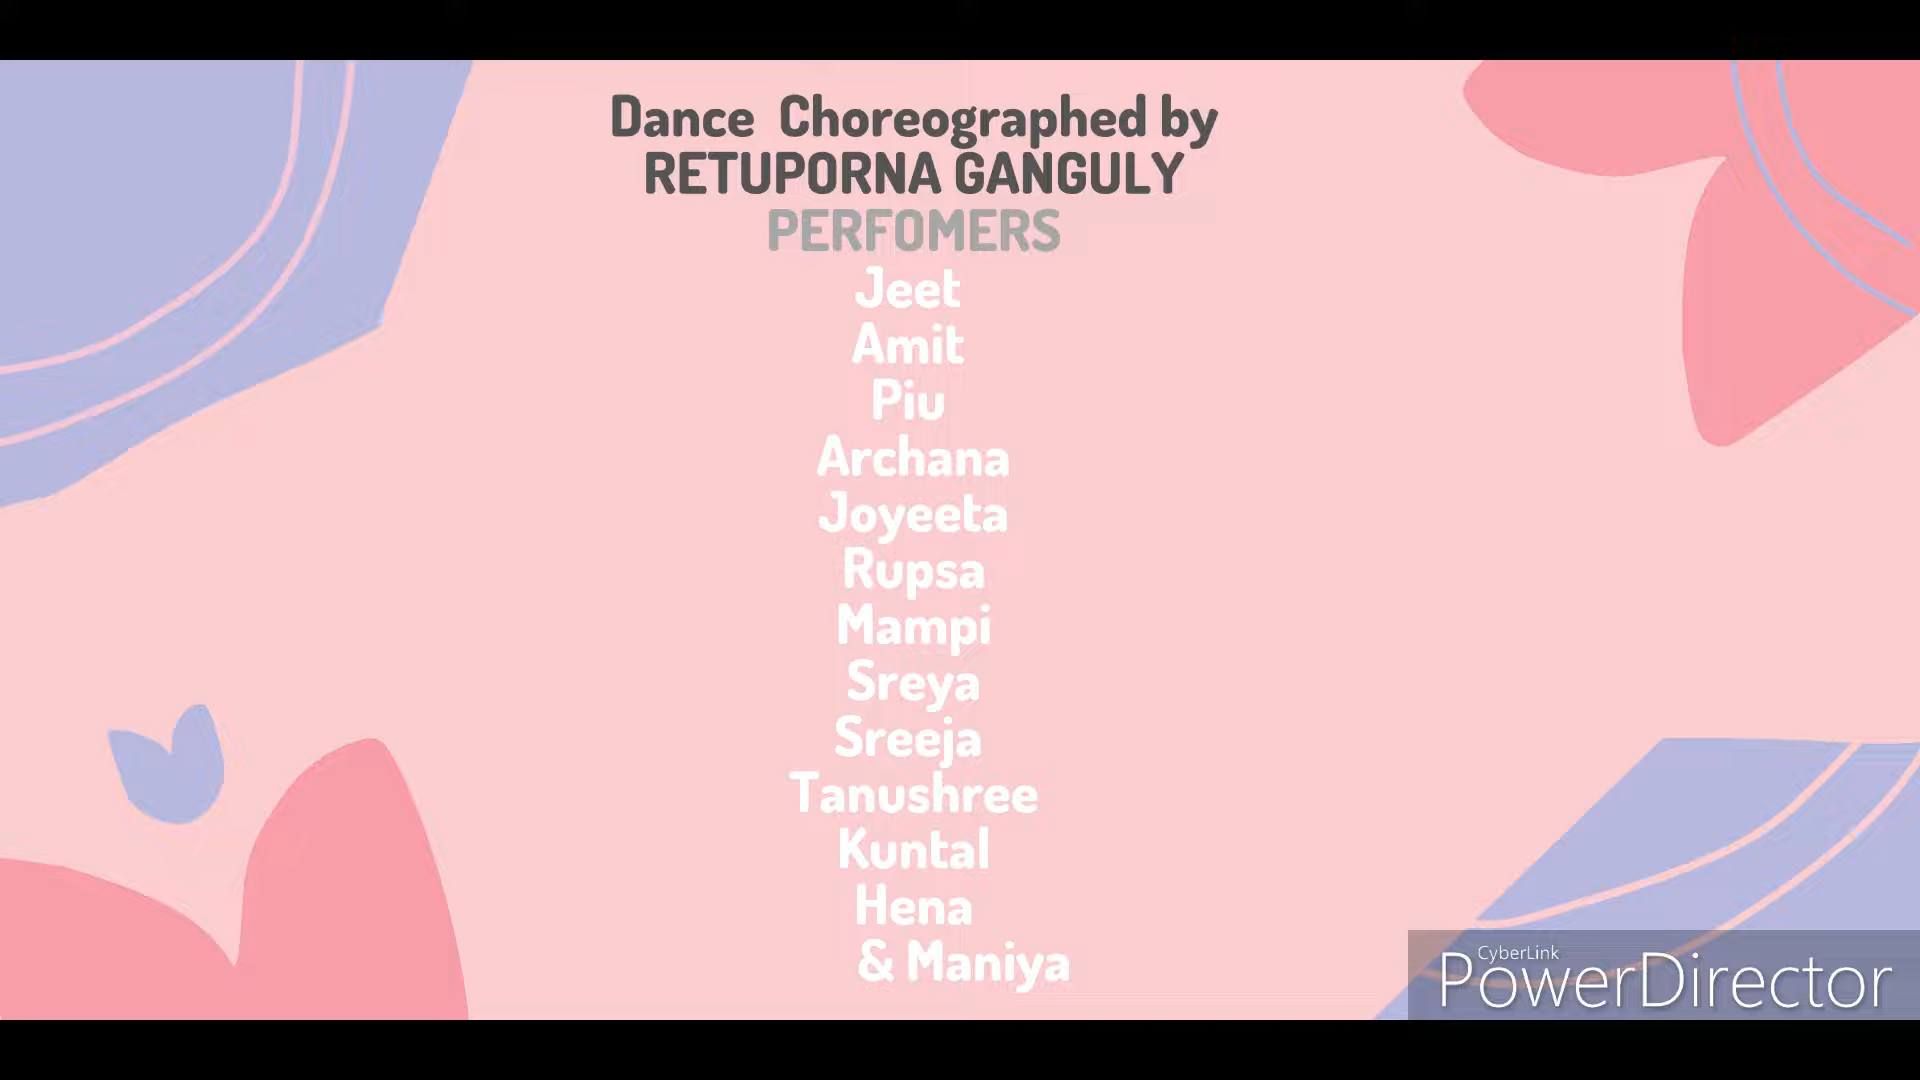 Dance Choreographed by
RETUPORNA GANGULY
PERFOMERS
Jeet
Amit
Piu
Archana
Joyeeta
Rupsa
Mampi
Sreya
Sreeja
Tanushree
Kuntal
Hena
& Maniya
CyberLink
PowerDirector